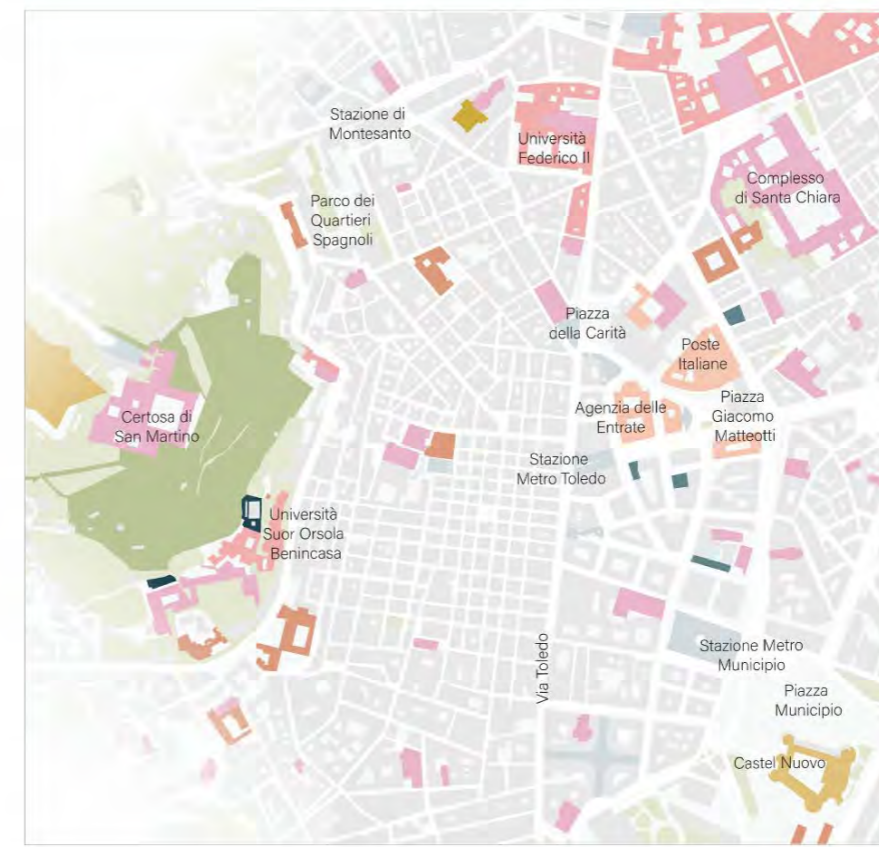 Stazione di
Montesanto
Università
Federico II
Complesso
di Santa Chiara
Parco dei
Quartieri
Spagnoli
Piazza
della Carità
Poste
Italiane
Certosa di
San Martino
Agenzia delle
Entrate
Piazza
Giacomo
Matteotti
Stazione
Metro Toledo
Università
Suor Orsola
Benincasa
Via Toledo
Stazione Metro
Municipio
Piazza
Municipio
Castel Nuovo